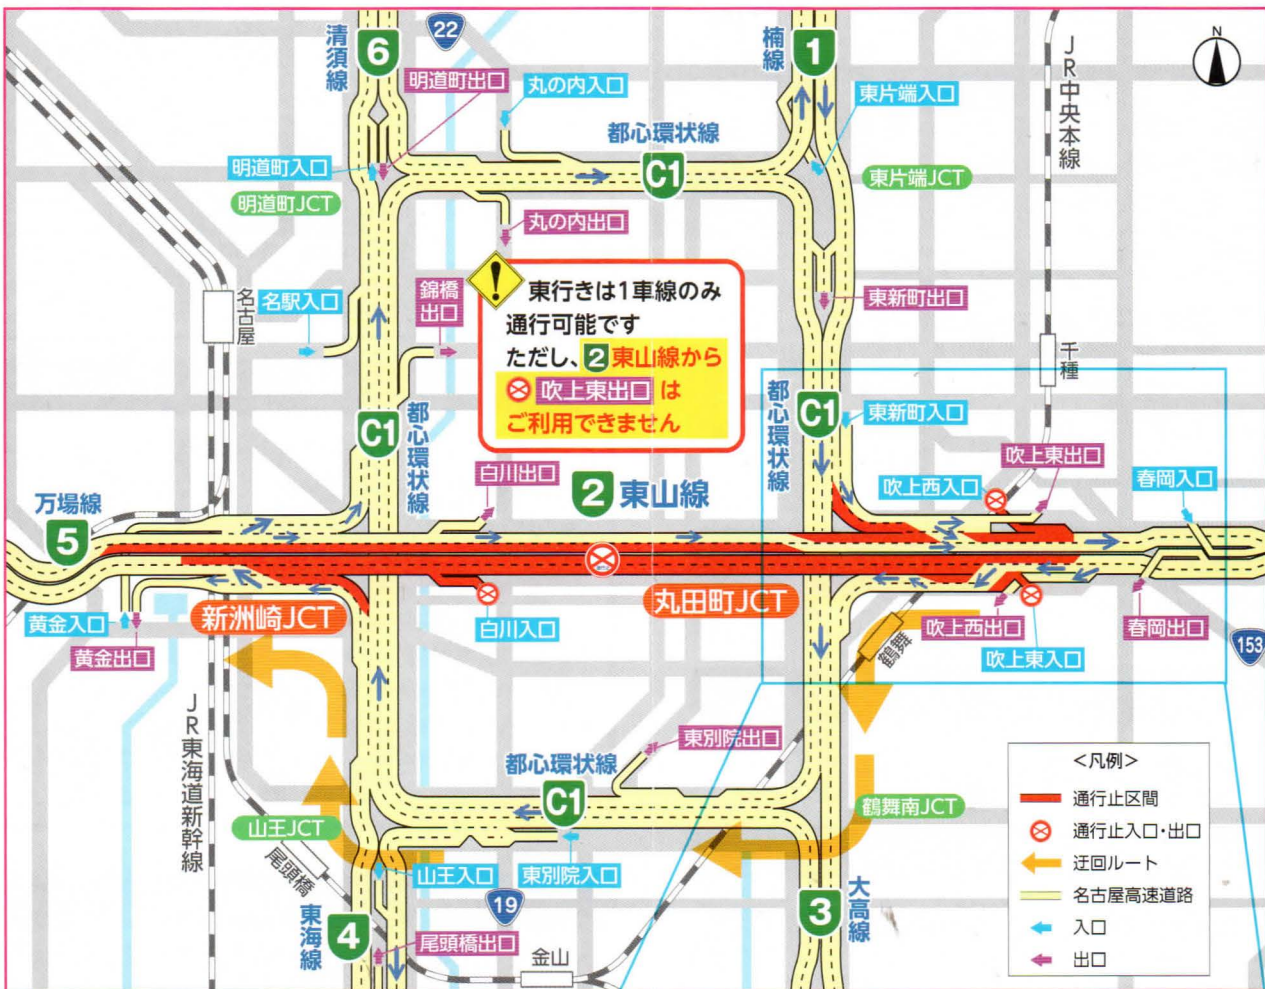 清須線
6
22
明道町出口
丸の内入口
楠線
1
東片端入口
JR中央本線
N
都心環状線
C1
明道町入口
明道町JCT
東片端JCT
丸の内出口
名古屋
名駅入口
錦橋
出口
!
東行きは1車線のみ
通行可能です
ただし、2東山線から
吹上東出口は
ご利用できません
東新町出口
千種
C1
都心環状線
都心環状線
C1
東新町入口
吹上東出口
吹上西入口
春岡入口
万場線
5
白川出口
2 東山線
黄金入口
黄金出口
新洲崎JCT
白川入口
丸田町JCT
鶴舞
吹上西出口
吹上東入口
春岡出口
153
JR東海道新幹線
東別院出口
都心環状線
C1
山王JCT
尾頭橋
鶴舞南JCT
山王入口
東別院入口
19
東海線
4
尾頭橋出口
金山
3
大高線
<凡例>
通行止区間
通行止入口・出口
迂回ルート
名古屋高速道路
入口
出口